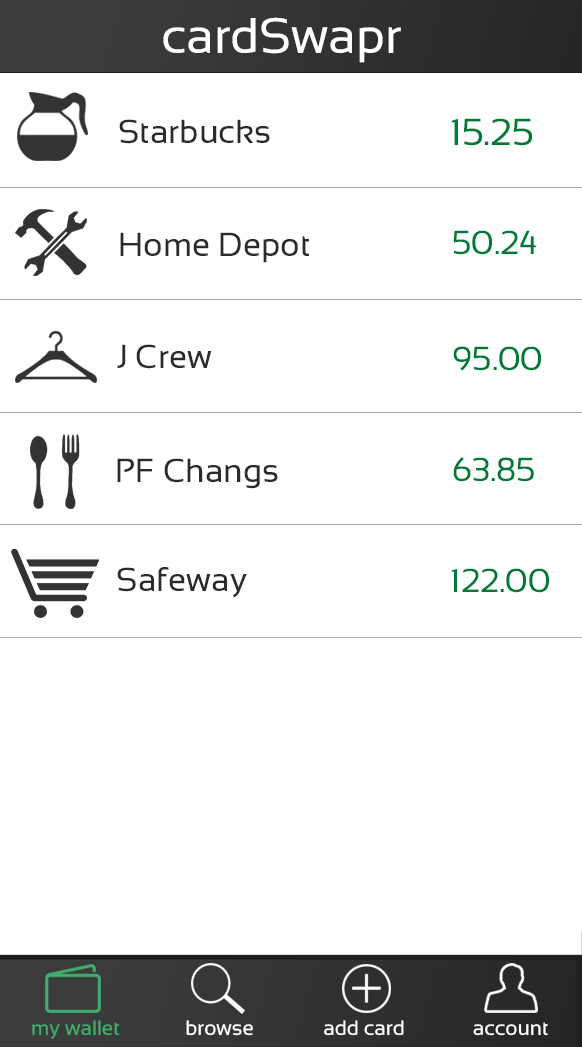 cardSwapr
Starbucks 15.25
Home Depot 50.24
J Crew 95.00
PF Changs 63.85
Safeway 122.00
my wallet browse add card account